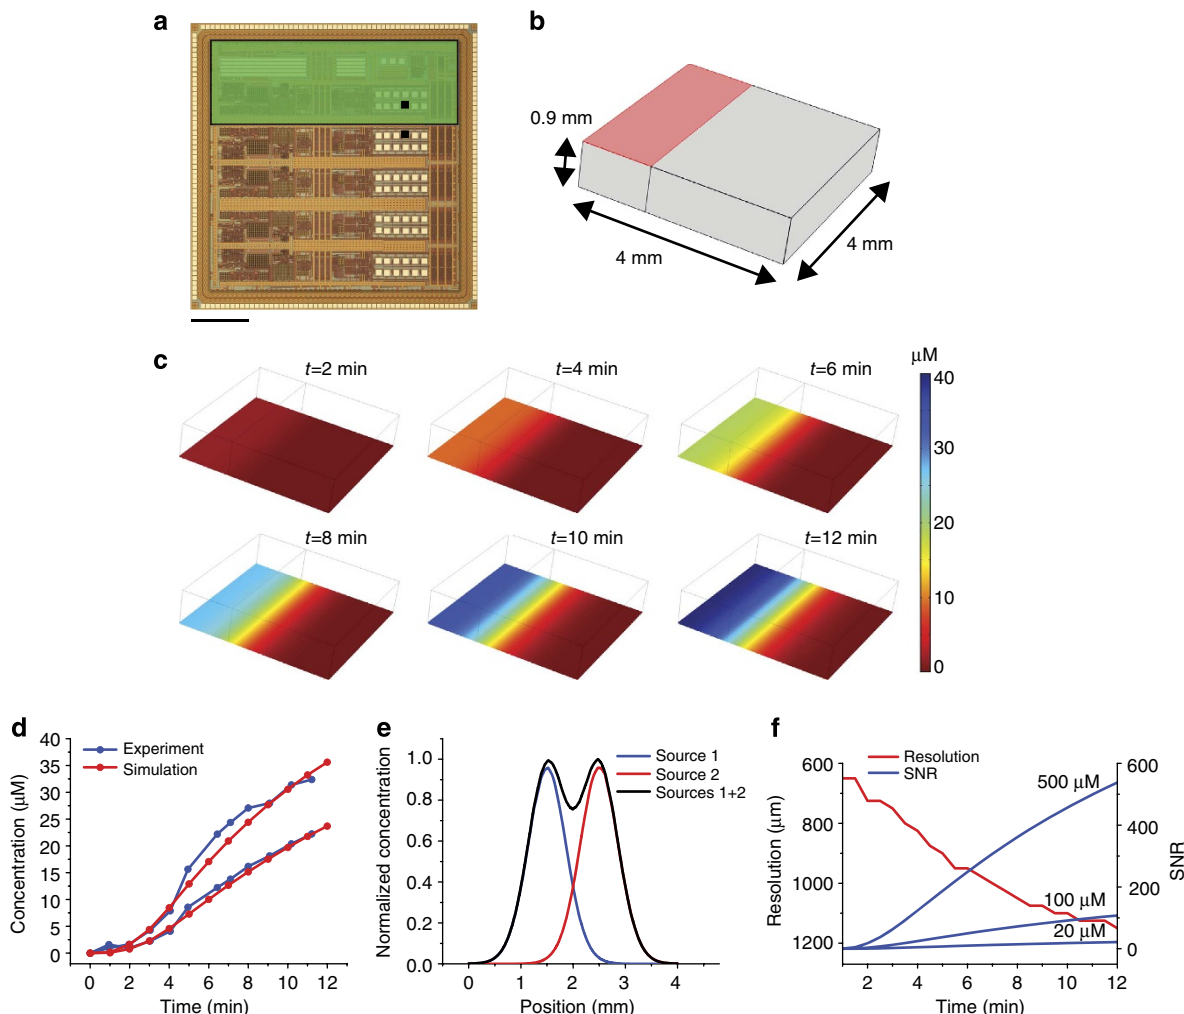 a
b
0.9 mm
4 mm
4 mm
c
t=2 min
t=4 min
t=6 min
µM
40
30
20
10
0
t=8 min
t=10 min
t=12 min
d
Experiment
Simulation
Concentration (µM)
40
35
30
25
20
15
10
5
0
0 2 4 6 8 10 12
Time (min)
e
Source 1
Source 2
Sources 1+2
Normalized concentration
1.0
0.8
0.6
0.4
0.2
0.0
0 1 2 3 4
Position (mm)
f
Resolution
SNR
Resolution (µm)
600
800
1000
1200
500 µM
100 µM
20 µM
600
400
200
0
SNR
2 4 6 8 10 12
Time (min)